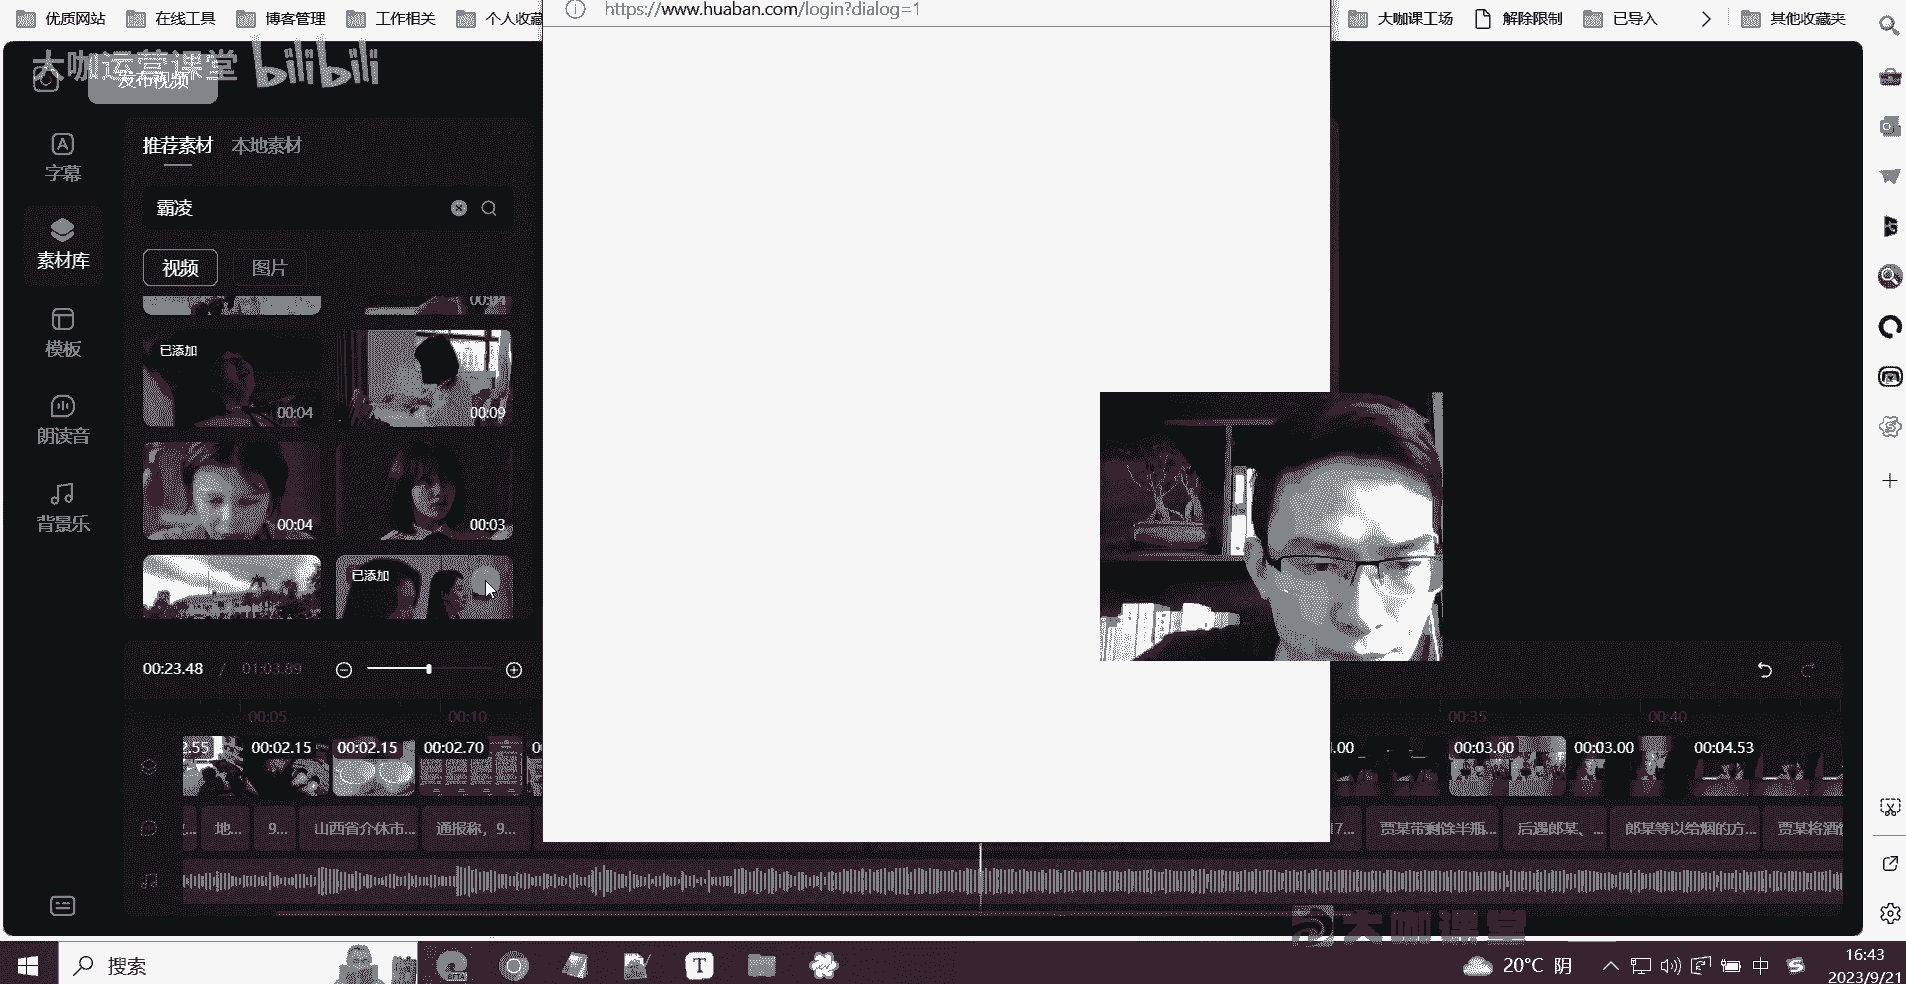 优质网站
在线工具
博客管理
工作相关
个人收藏
https://www.huaban.com/login?dialog=1
大咖课工场
解除限制
已导入
其他收藏夹
大咖运营课堂 bilibili
发布视频
字幕
素材库
模板
朗读音
背景乐
推荐素材
本地素材
霸凌
视频
图片
00:04
已添加
00:04
00:09
00:04
00:03
已添加
00:23.48 / 01:03.89
00:05
00:10
00:35
00:40
2.55
00:02.15
00:02.15
00:02.70
.00
00:03.00
00:03.00
00:04.53
地...
9...
山西省介休市...
通报称，9...
17...
贾某带剩余半瓶...
后遇郎某、...
郎某等以给烟的方...
贾某将酒
大咖课堂
搜索
BETA
T
20°C 阴
中
16:43
2023/9/21